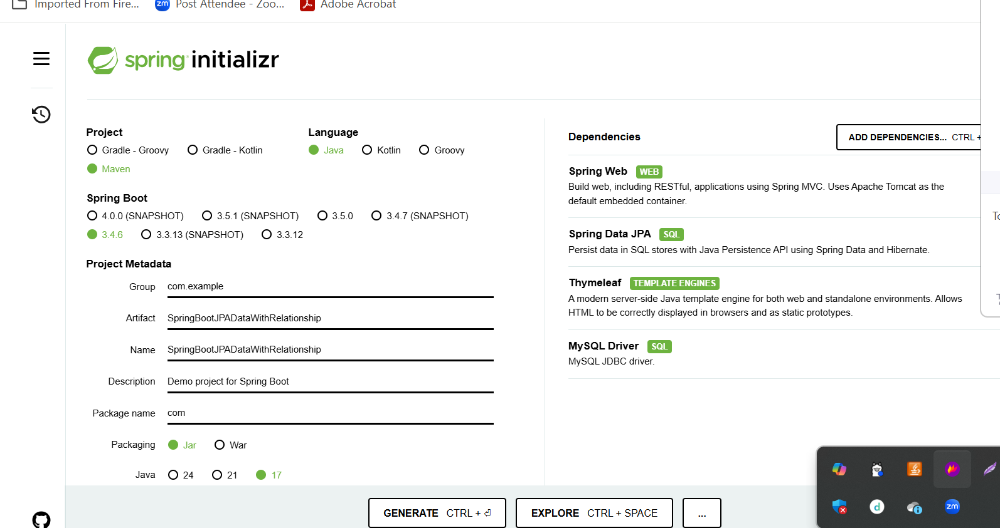 Imported From Fire...
Post Attendee - Zoo...
Adobe Acrobat
spring initializr
Project
Gradle - Groovy
Gradle - Kotlin
Maven
Language
Java
Kotlin
Groovy
Spring Boot
4.0.0 (SNAPSHOT)
3.5.1 (SNAPSHOT)
3.5.0
3.4.7 (SNAPSHOT)
3.4.6
3.3.13 (SNAPSHOT)
3.3.12
Project Metadata
Group com.example
Artifact SpringBootJPADataWithRelationship
Name SpringBootJPADataWithRelationship
Description Demo project for Spring Boot
Package name com
Packaging Jar War
Java 24 21 17
Dependencies
ADD DEPENDENCIES... CTRL +
Spring Web WEB
Build web, including RESTful, applications using Spring MVC. Uses Apache Tomcat as the
default embedded container.
Spring Data JPA SQL
Persist data in SQL stores with Java Persistence API using Spring Data and Hibernate.
Thymeleaf TEMPLATE ENGINES
A modern server-side Java template engine for both web and standalone environments. Allows
HTML to be correctly displayed in browsers and as static prototypes.
MySQL Driver SQL
MySQL JDBC driver.
GENERATE CTRL + ⏎
EXPLORE CTRL + SPACE
...
zm
d
zm